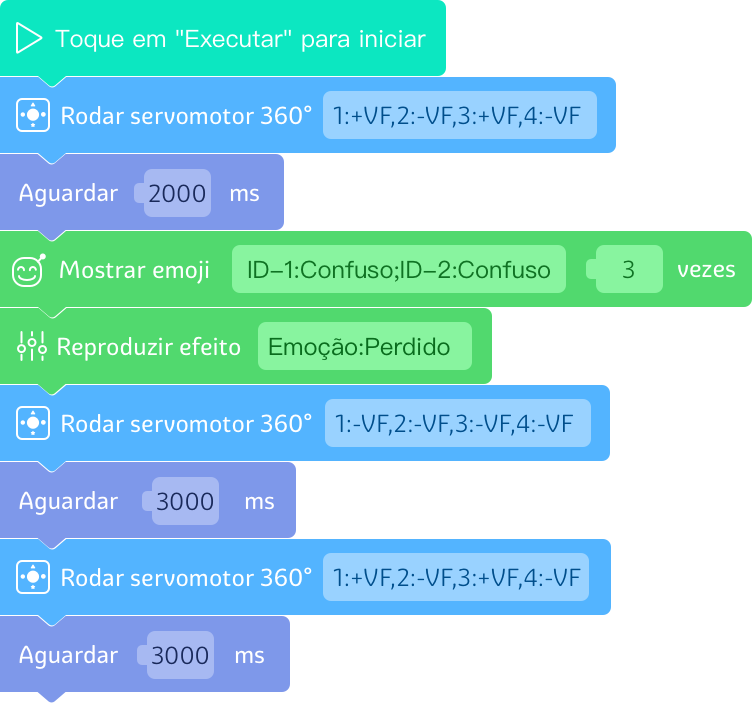 Toque em "Executar" para iniciar
Rodar servomotor 360° 1:+VF,2:-VF,3:+VF,4:-VF
Aguardar 2000 ms
Mostrar emoji ID-1:Confuso;ID-2:Confuso 3 vezes
Reproduzir efeito Emoção:Perdido
Rodar servomotor 360° 1:-VF,2:-VF,3:-VF,4:-VF
Aguardar 3000 ms
Rodar servomotor 360° 1:+VF,2:-VF,3:+VF,4:-VF
Aguardar 3000 ms